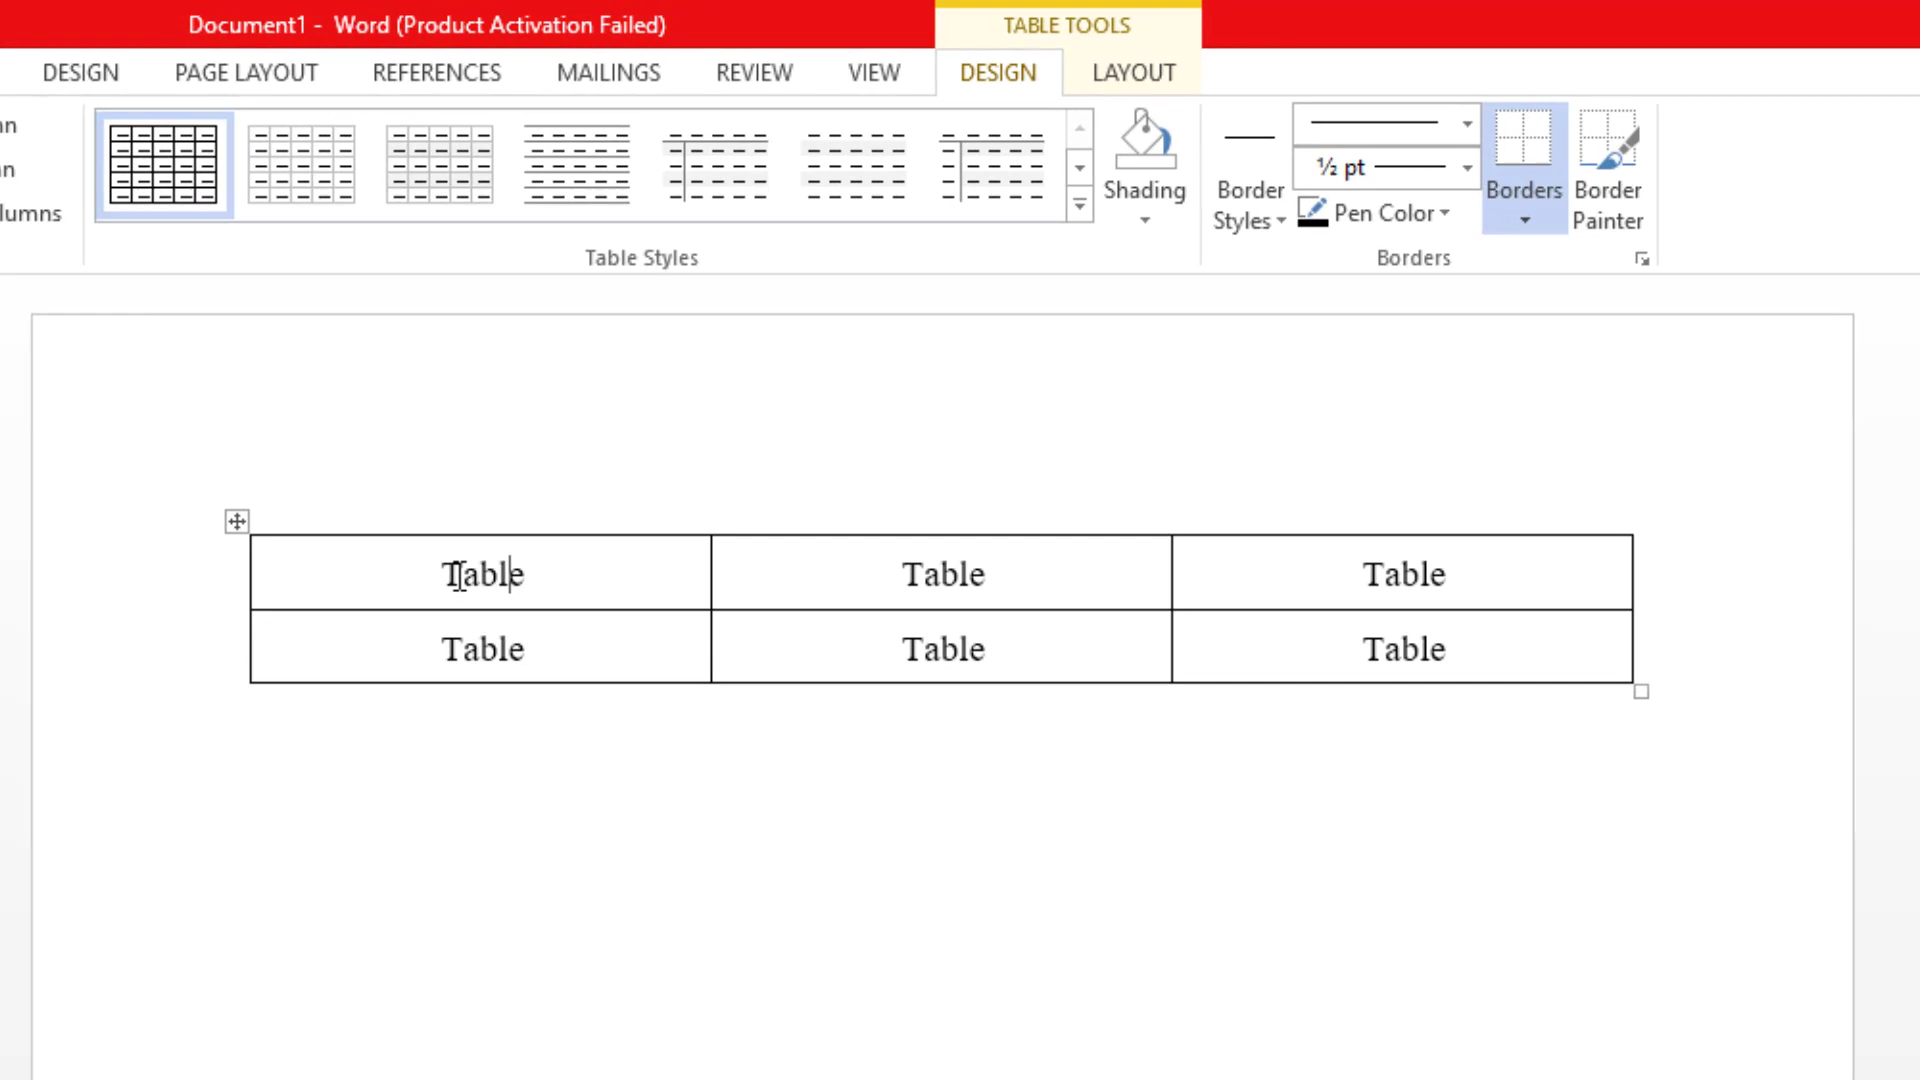 Document1 - Word (Product Activation Failed)
TABLE TOOLS
DESIGN PAGE LAYOUT REFERENCES MAILINGS REVIEW VIEW DESIGN LAYOUT
lumns
Shading
Border Styles
½ pt
Pen Color
Borders
Border Painter
Table Styles
Borders
Table Table Table
Table Table Table